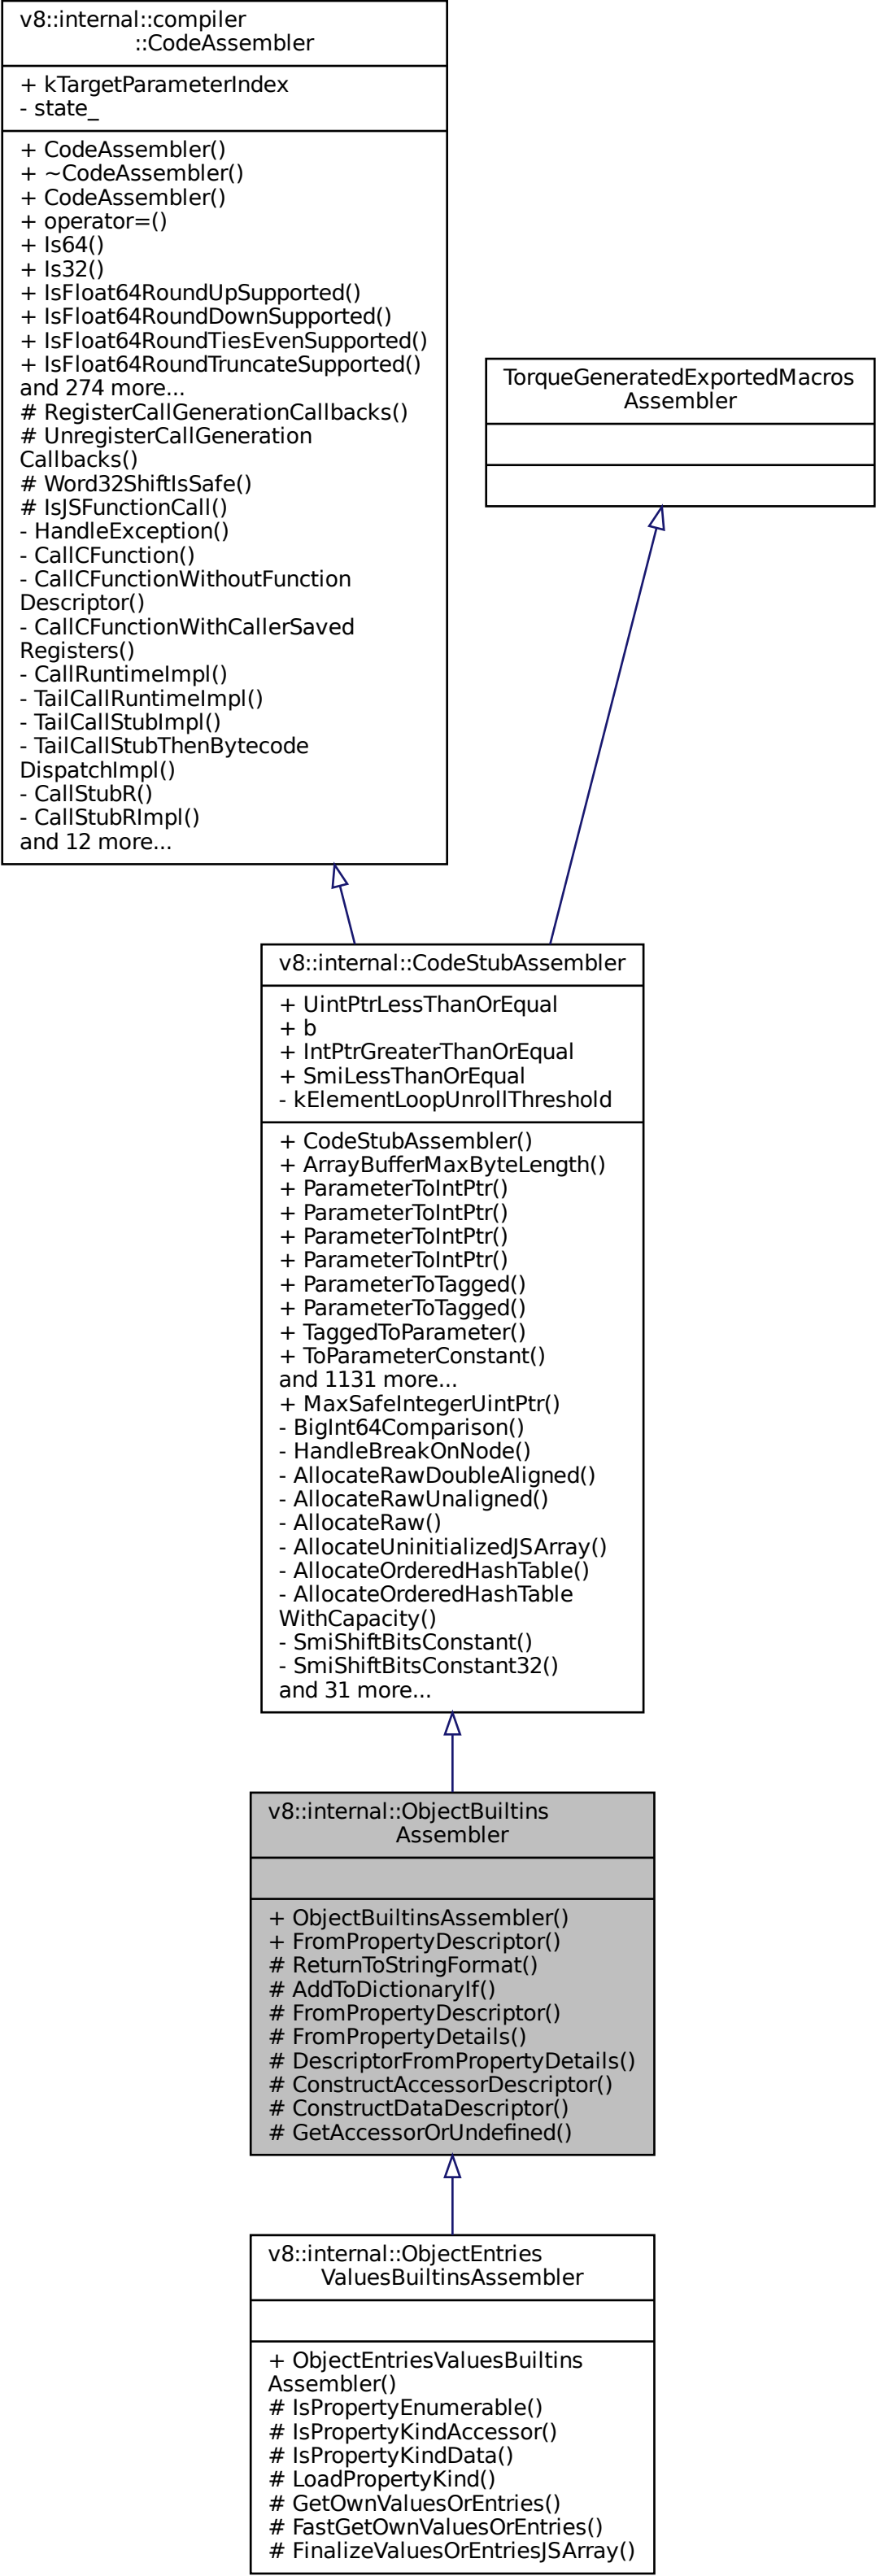 v8::internal::compiler
::CodeAssembler
+ kTargetParameterIndex
- state_
+ CodeAssembler()
+ ~CodeAssembler()
+ CodeAssembler()
+ operator=()
+ Is64()
+ Is32()
+ IsFloat64RoundUpSupported()
+ IsFloat64RoundDownSupported()
+ IsFloat64RoundTiesEvenSupported()
+ IsFloat64RoundTruncateSupported()
and 274 more...
# RegisterCallGenerationCallbacks()
# UnregisterCallGeneration
Callbacks()
# Word32ShiftIsSafe()
# IsJSFunctionCall()
- HandleException()
- CallCFunction()
- CallCFunctionWithoutFunction
Descriptor()
- CallCFunctionWithCallerSaved
Registers()
- CallRuntimeImpl()
- TailCallRuntimeImpl()
- TailCallStubImpl()
- TailCallStubThenBytecode
DispatchImpl()
- CallStubR()
- CallStubRImpl()
and 12 more...
TorqueGeneratedExportedMacros
Assembler
v8::internal::CodeStubAssembler
+ UintPtrLessThanOrEqual
+ b
+ IntPtrGreaterThanOrEqual
+ SmiLessThanOrEqual
- kElementLoopUnrollThreshold
+ CodeStubAssembler()
+ ArrayBufferMaxByteLength()
+ ParameterToIntPtr()
+ ParameterToIntPtr()
+ ParameterToIntPtr()
+ ParameterToIntPtr()
+ ParameterToTagged()
+ ParameterToTagged()
+ TaggedToParameter()
+ ToParameterConstant()
and 1131 more...
+ MaxSafeIntegerUintPtr()
- BigInt64Comparison()
- HandleBreakOnNode()
- AllocateRawDoubleAligned()
- AllocateRawUnaligned()
- AllocateRaw()
- AllocateUninitializedJSArray()
- AllocateOrderedHashTable()
- AllocateOrderedHashTable
WithCapacity()
- SmiShiftBitsConstant()
- SmiShiftBitsConstant32()
and 31 more...
v8::internal::ObjectBuiltins
Assembler
+ ObjectBuiltinsAssembler()
+ FromPropertyDescriptor()
# ReturnToStringFormat()
# AddToDictionaryIf()
# FromPropertyDescriptor()
# FromPropertyDetails()
# DescriptorFromPropertyDetails()
# ConstructAccessorDescriptor()
# ConstructDataDescriptor()
# GetAccessorOrUndefined()
v8::internal::ObjectEntries
ValuesBuiltinsAssembler
+ ObjectEntriesValuesBuiltins
Assembler()
# IsPropertyEnumerable()
# IsPropertyKindAccessor()
# IsPropertyKindData()
# LoadPropertyKind()
# GetOwnValuesOrEntries()
# FastGetOwnValuesOrEntries()
# FinalizeValuesOrEntriesJSArray()